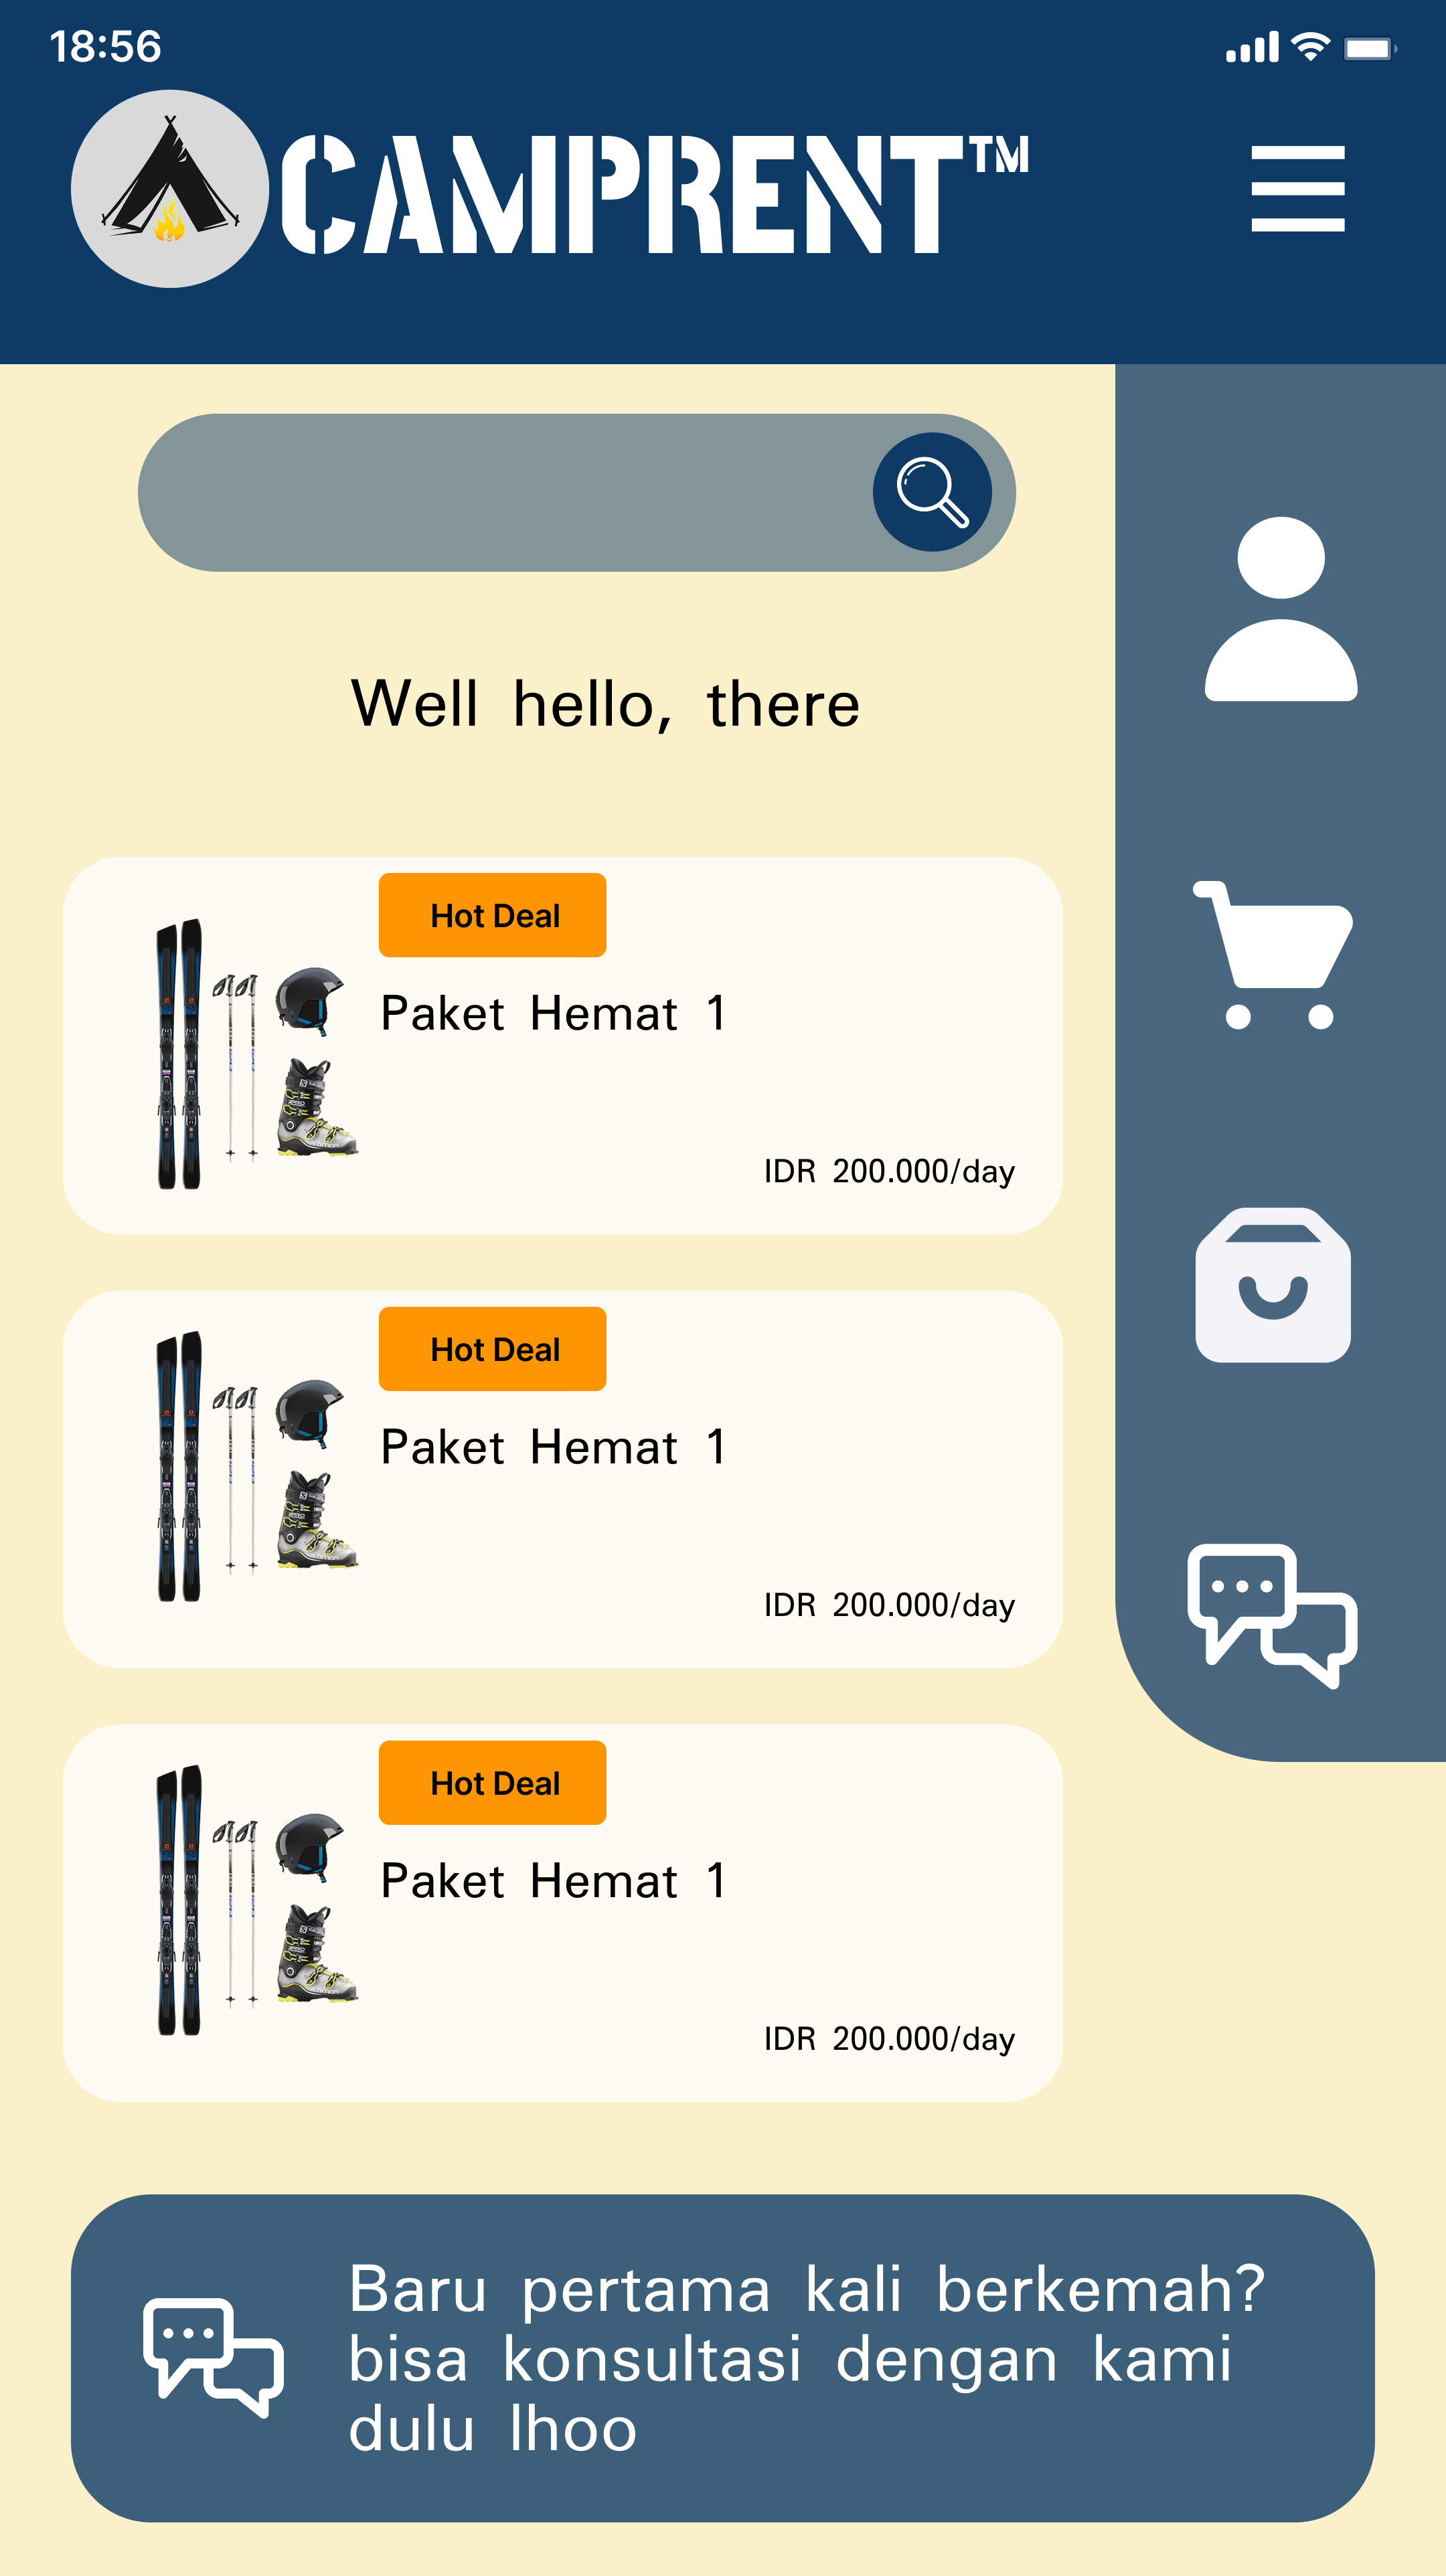 18:56
CAMPRENT™
Well hello, there
Hot Deal
Paket Hemat 1
IDR 200.000/day
Hot Deal
Paket Hemat 1
IDR 200.000/day
Hot Deal
Paket Hemat 1
IDR 200.000/day
Baru pertama kali berkemah?
bisa konsultasi dengan kami
dulu lhoo